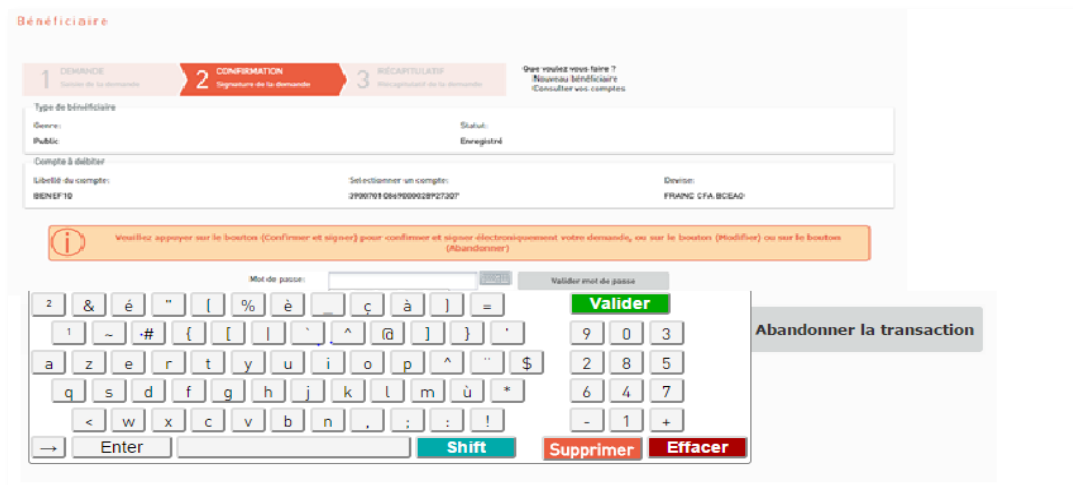 Bénéficiaire
1 DEMANDE
Saisie de la demande
2 CONFIRMATION
Signature de la demande
3 RÉCAPITULATIF
Récapitulatif de la demande
Que voulez vous faire ?
Nouveau bénéficiaire
Consulter vos comptes
Type de bénéficiaire
Genre: Statut:
Public Enregistré
Compte à débiter
Libellé du compte: Selectionner un compte: Devise:
BENEF10 FRANC CFA BCEAO
Veuillez appuyer sur le bouton (Confirmer et signer) pour confirmer et signer électroniquement votre demande, ou sur le bouton (Modifier) ou sur le bouton
(Abandonner)
Mot de passe: Valider mot de passe
² & é " [ % è _ ç à ] = Valider
¹ ~ # { [ | ` ^ @ ] } ' 9 0 3 Abandonner la transaction
a z e r t y u i o p ^ ¨ $ 2 8 5
q s d f g h j k l m ù * 6 4 7
< w x c v b n , ; : ! - 1 +
→ Enter Shift Supprimer Effacer